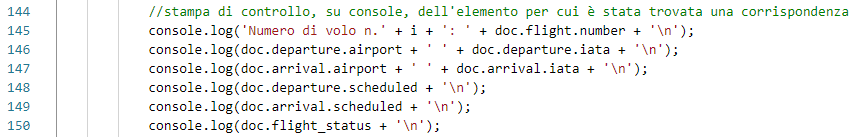 144 //stampa di controllo, su console, dell'elemento per cui è stata trovata una corrispondenza
145 console.log('Numero di volo n.' + i + ': ' + doc.flight.number + '\n');
146 console.log(doc.departure.airport + ' ' + doc.departure.iata + '\n');
147 console.log(doc.arrival.airport + ' ' + doc.arrival.iata + '\n');
148 console.log(doc.departure.scheduled + '\n');
149 console.log(doc.arrival.scheduled + '\n');
150 console.log(doc.flight_status + '\n');